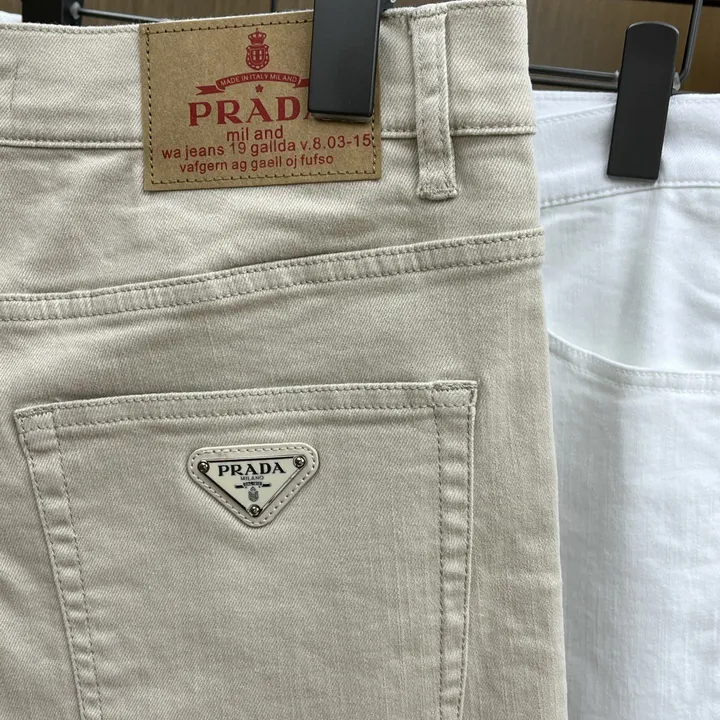 MADE IN ITALY MILAND
PRADA
mil and
wa jeans 19 gallda v.8.03-15
vafgern ag gaell oj fufso
PRADA
MILANO